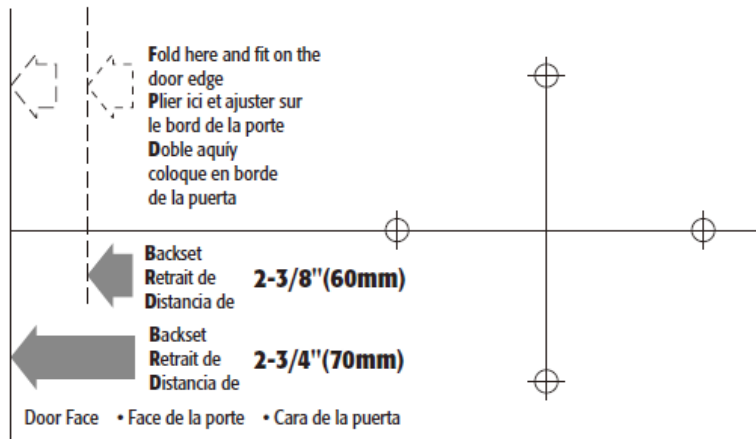 Fold here and fit on the
door edge
Plier ici et ajuster sur
le bord de la porte
Doble aquíy
coloque en borde
de la puerta
Backset
Retrait de
Distancia de
2-3/8"(60mm)
Backset
Retrait de
Distancia de
2-3/4"(70mm)
Door Face • Face de la porte • Cara de la puerta